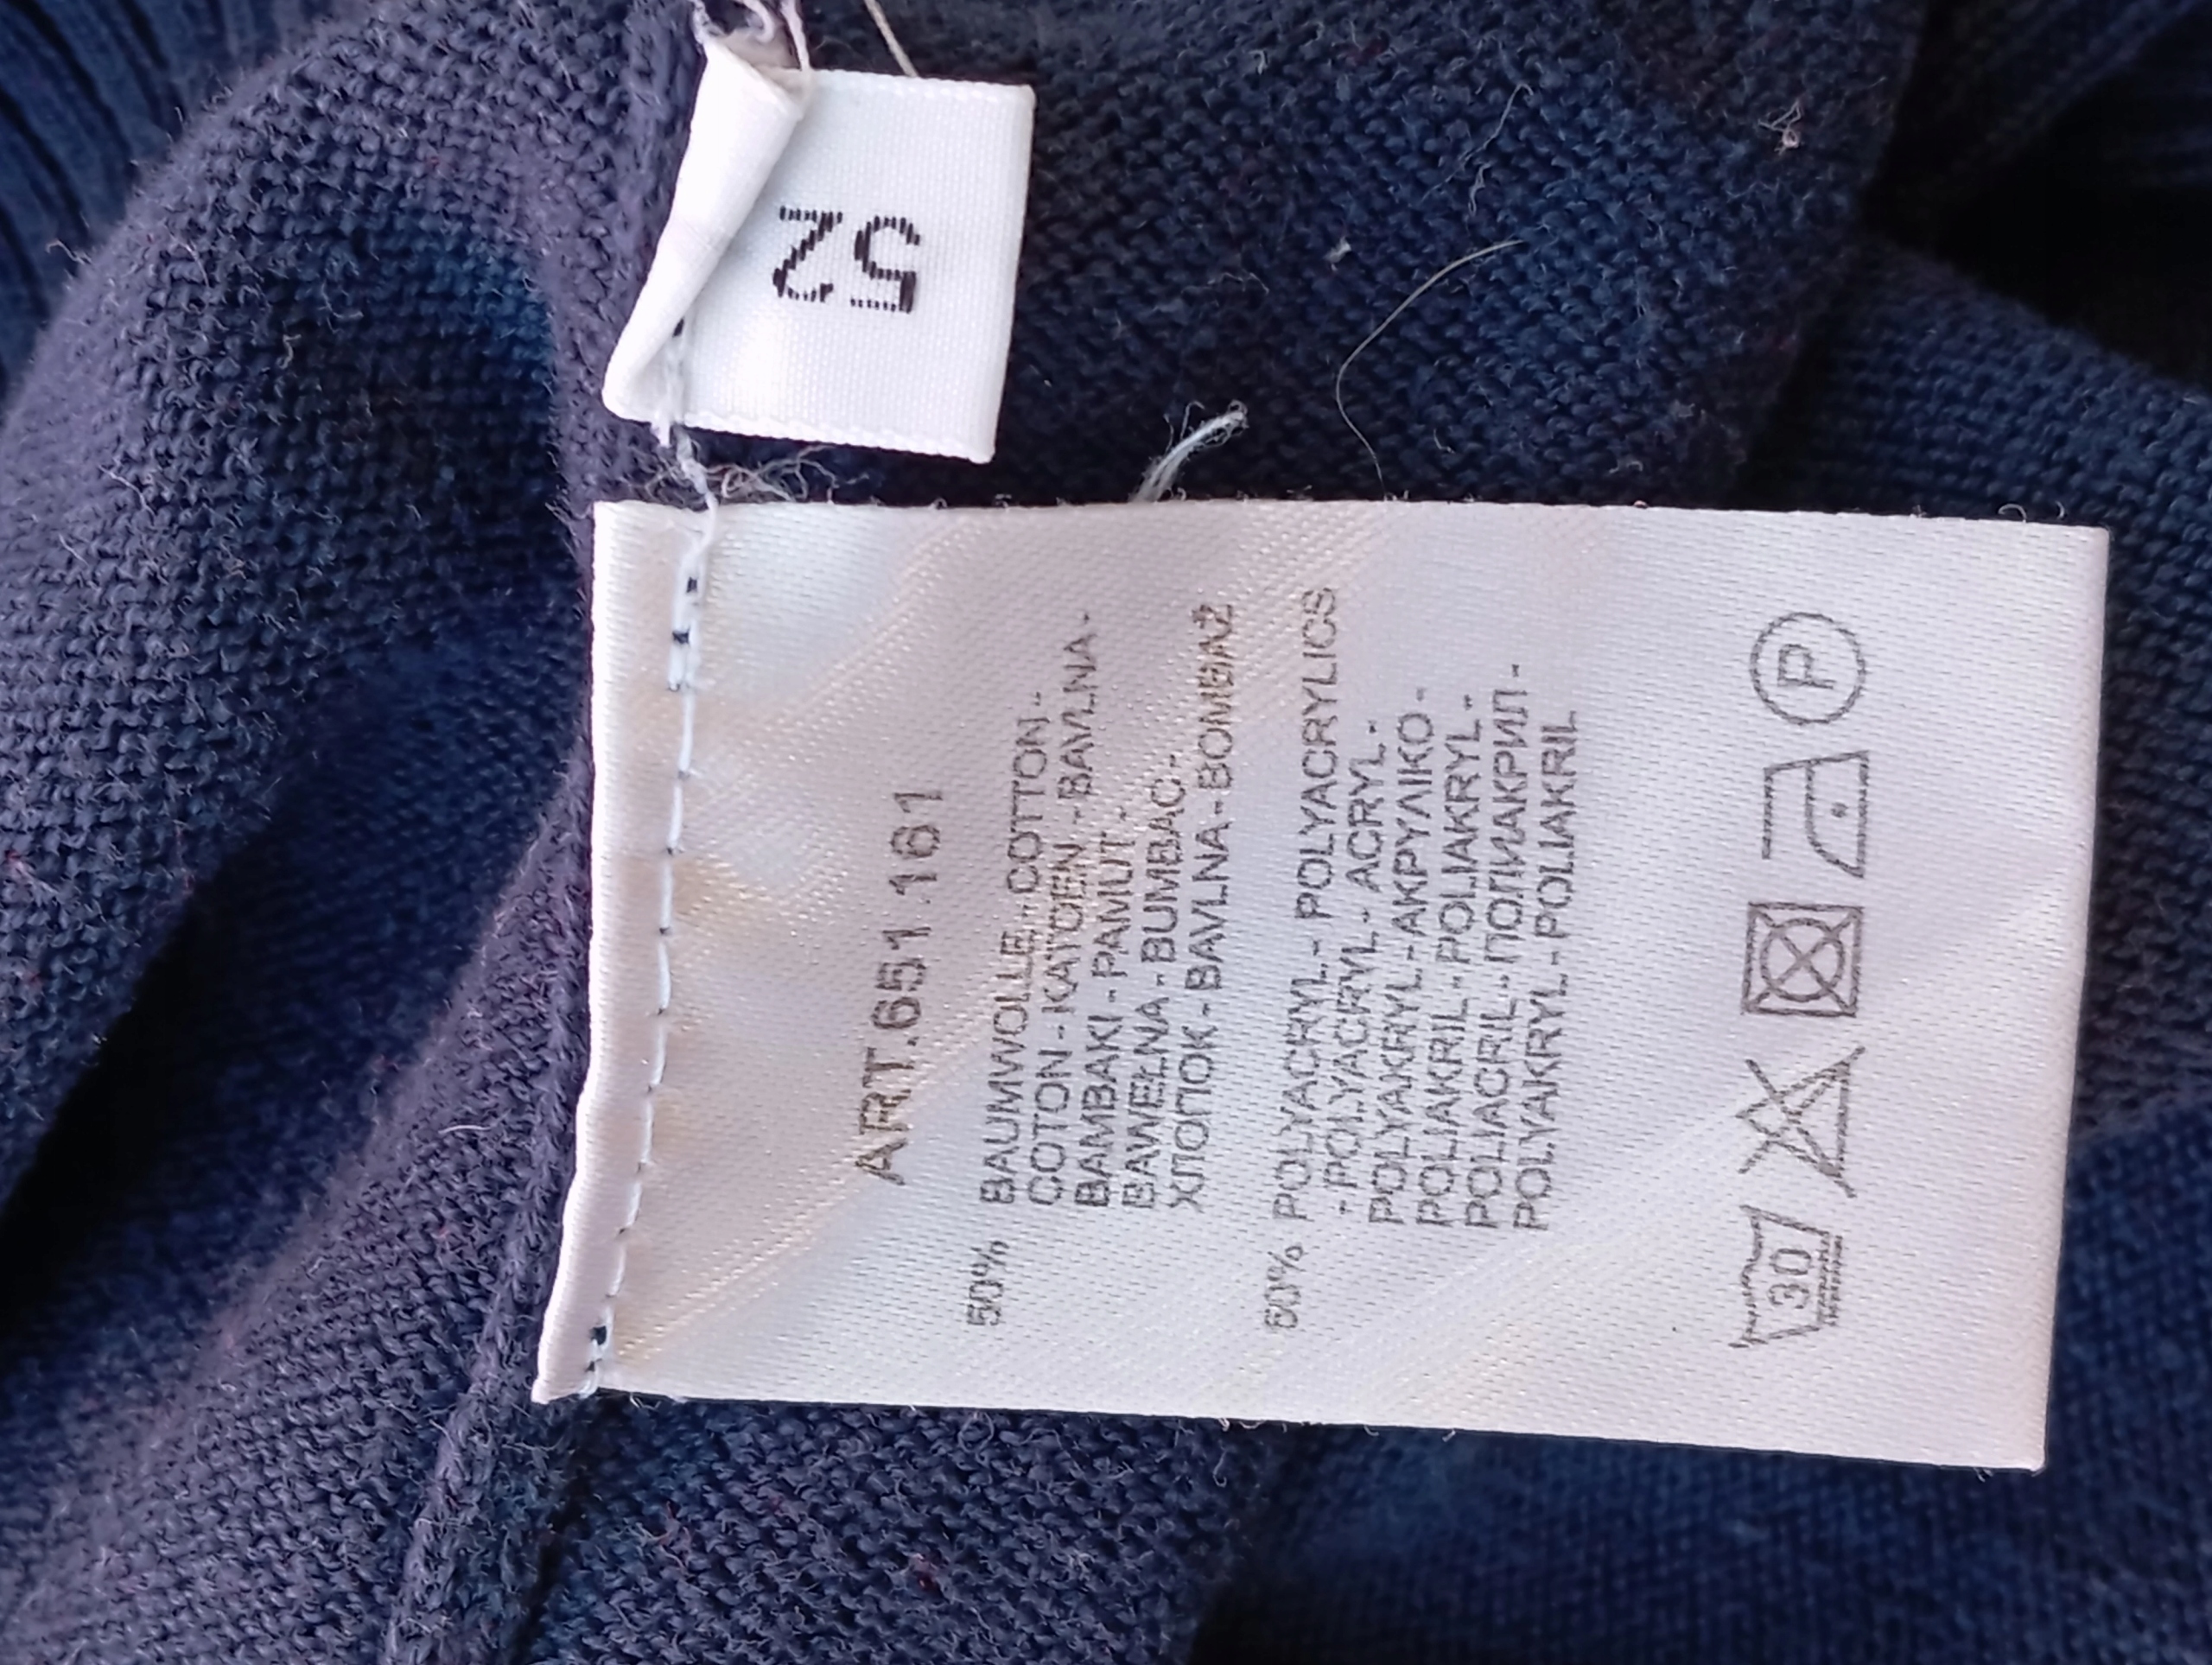 52
ART.651.161
50% BAUMWOLLE - COTTON -
COTON - KATOEN - BAVLNA -
BAMBAKI - PAMUT -
BAWEŁNA - BUMBAC -
ХЛОПОК - BAVLNA - BOMBAŽ
50% POLYACRYL - POLYACRYLICS
- POLYACRYL - ACRYL -
POLYAKRYL - ΑΚΡΥΛΙΚΟ -
POLIAKRIL - POLIAKRYL -
POLIACRIL - ПОЛИАКРИЛ -
POLYAKRYL - POLIAKRIL
30 P